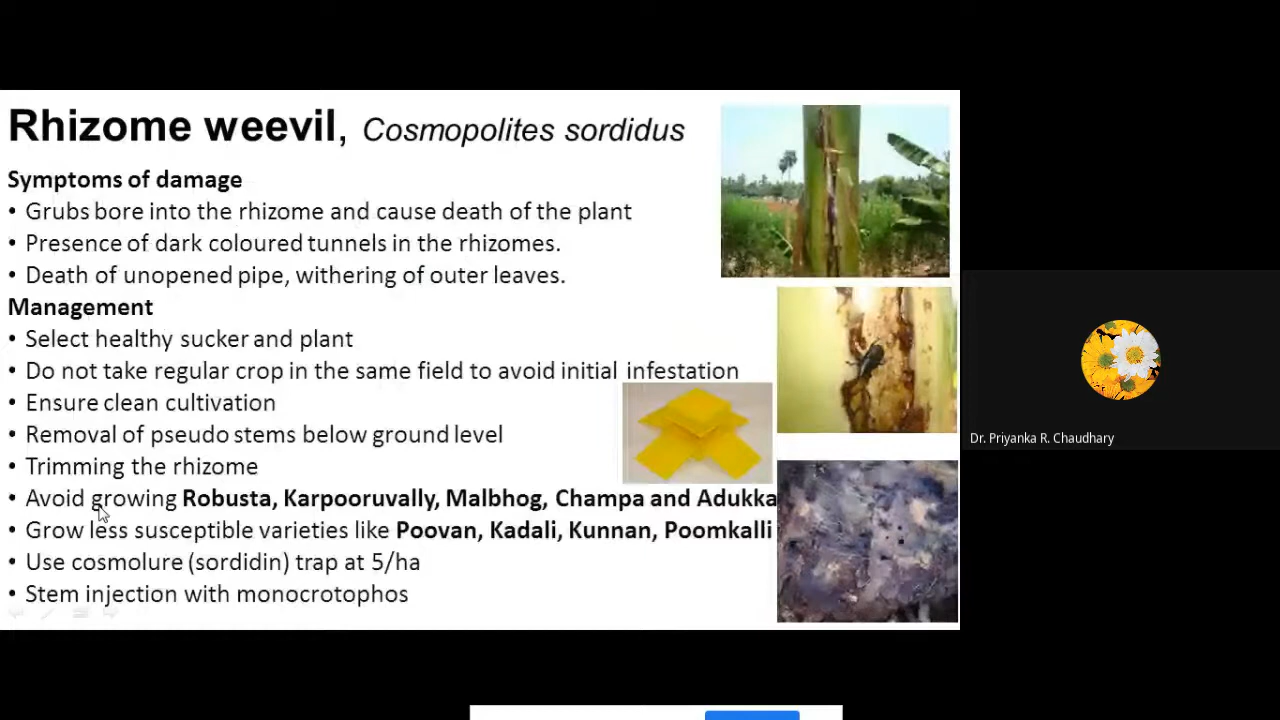 Rhizome weevil, Cosmopolites sordidus
Symptoms of damage
• Grubs bore into the rhizome and cause death of the plant
• Presence of dark coloured tunnels in the rhizomes.
• Death of unopened pipe, withering of outer leaves.
Management
• Select healthy sucker and plant
• Do not take regular crop in the same field to avoid initial infestation
• Ensure clean cultivation
• Removal of pseudo stems below ground level
• Trimming the rhizome
• Avoid growing Robusta, Karpooruvally, Malbhog, Champa and Adukka
• Grow less susceptible varieties like Poovan, Kadali, Kunnan, Poomkalli
• Use cosmolure (sordidin) trap at 5/ha
• Stem injection with monocrotophos
Dr. Priyanka R. Chaudhary